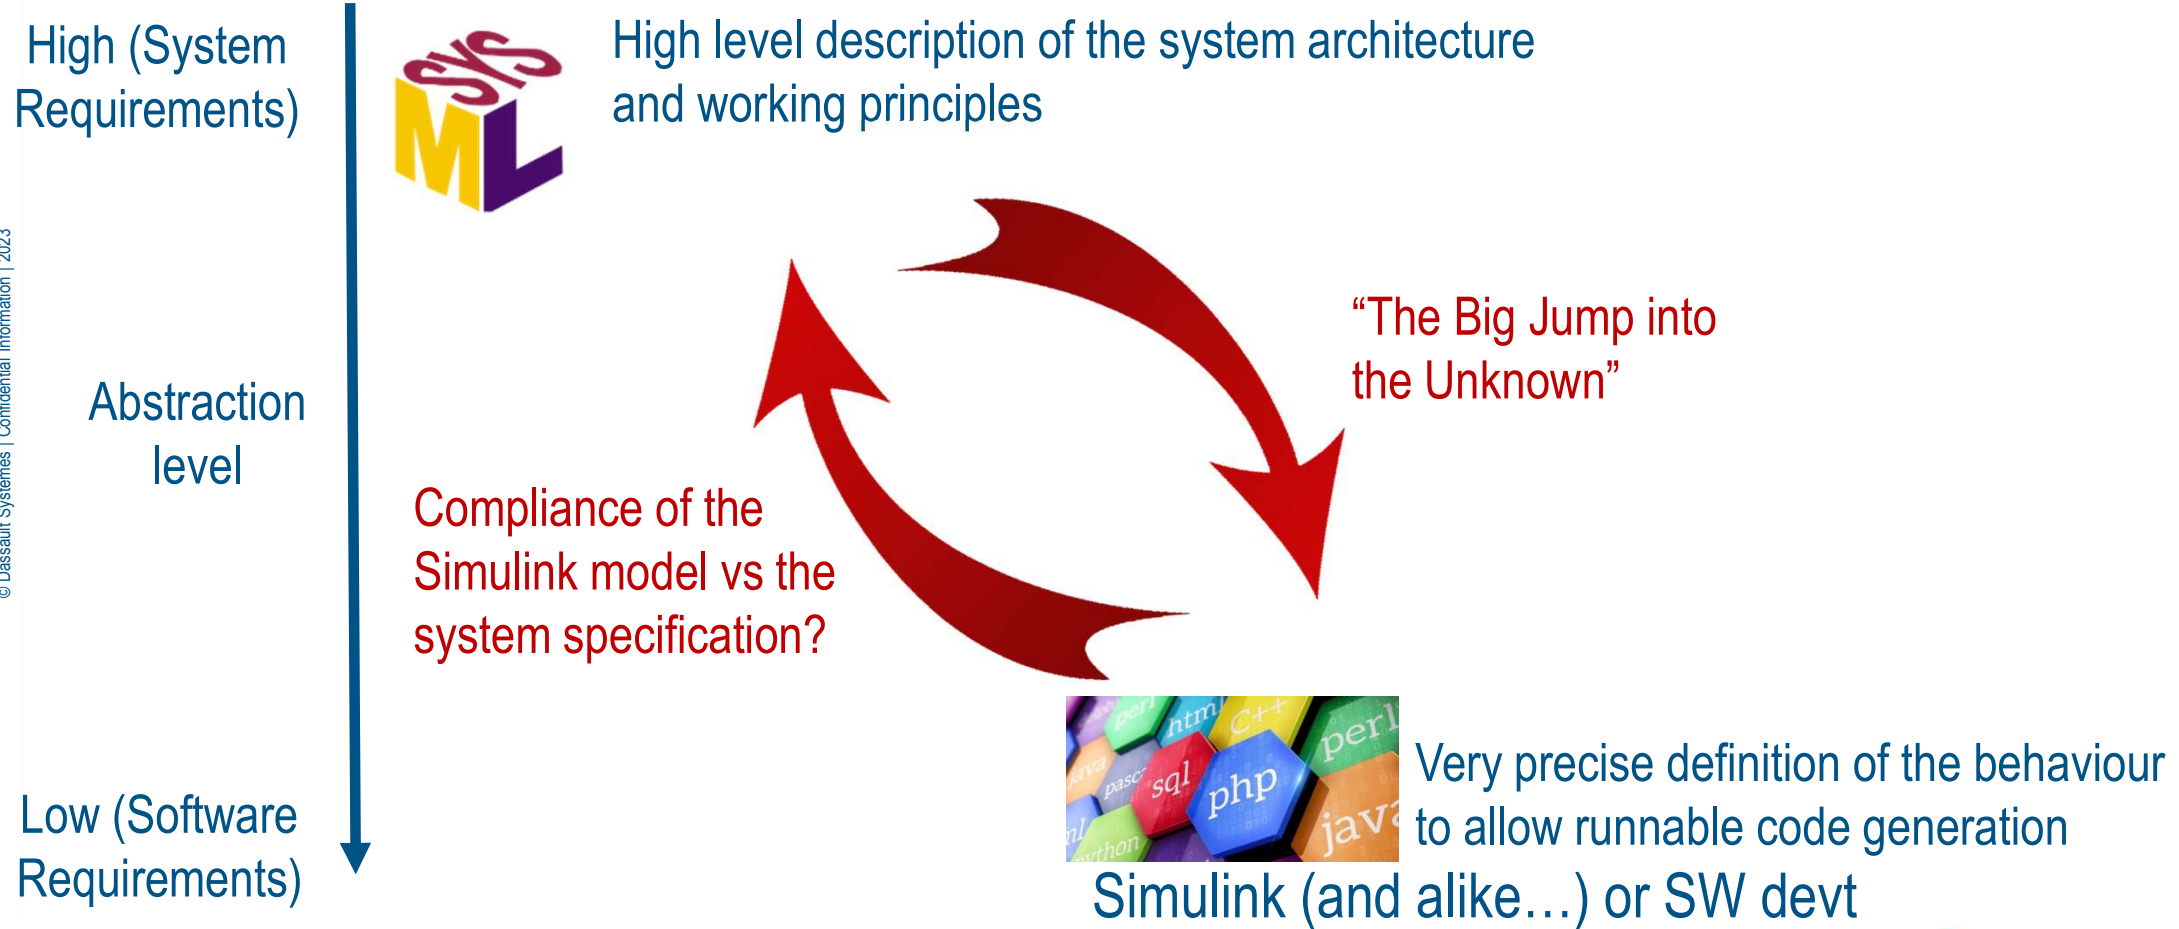 High (System
Requirements)
SYS
ML
High level description of the system architecture
and working principles
© Dassault Systèmes | Confidential Information | 2023
“The Big Jump into
the Unknown”
Abstraction
level
Compliance of the
Simulink model vs the
system specification?
perl
html
C++
perl
java
sql
php
java
python
Very precise definition of the behaviour
to allow runnable code generation
Low (Software
Requirements)
Simulink (and alike…) or SW devt